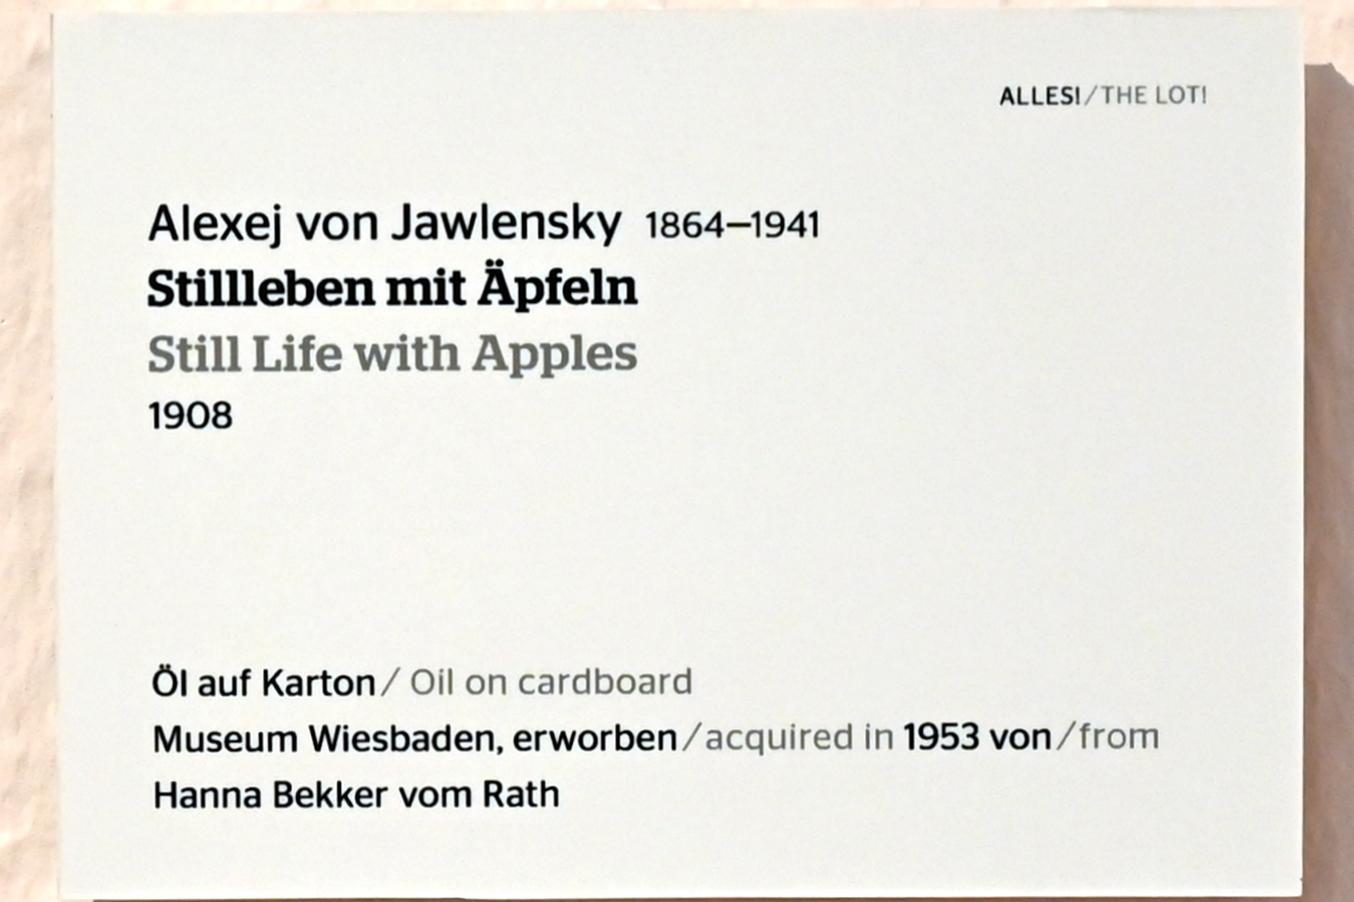 ALLES!/THE LOT!
Alexej von Jawlensky 1864–1941
Stillleben mit Äpfeln
Still Life with Apples
1908
Öl auf Karton/ Oil on cardboard
Museum Wiesbaden, erworben/acquired in 1953 von/from
Hanna Bekker vom Rath